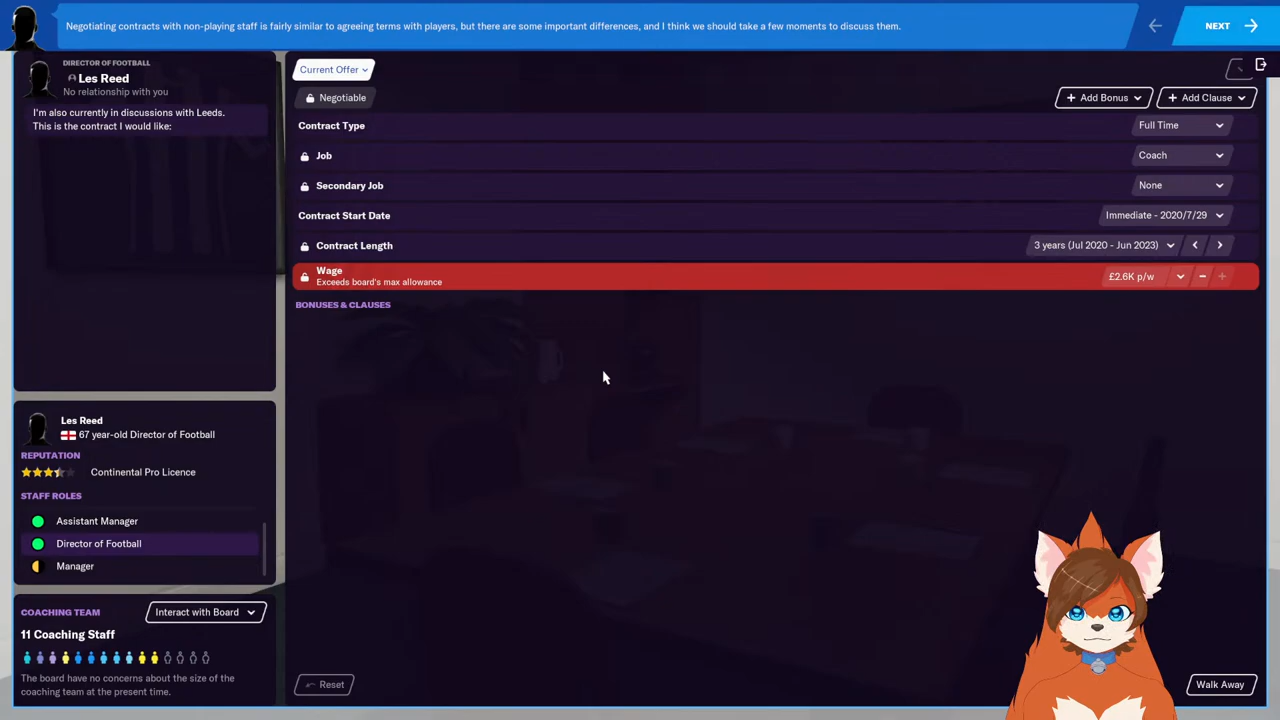 Negotiating contracts with non-playing staff is fairly similar to agreeing terms with players, but there are some important differences, and I think we should take a few moments to discuss them.
NEXT
DIRECTOR OF FOOTBALL
Les Reed
No relationship with you
I'm also currently in discussions with Leeds.
This is the contract I would like:
Current Offer
Negotiable
Add Bonus
Add Clause
Contract Type
Full Time
Job
Coach
Secondary Job
None
Contract Start Date
Immediate - 2020/7/29
Contract Length
3 years (Jul 2020 - Jun 2023)
Wage
Exceeds board's max allowance
£2.6K p/w
BONUSES & CLAUSES
Les Reed
67 year-old Director of Football
REPUTATION
Continental Pro Licence
STAFF ROLES
Assistant Manager
Director of Football
Manager
COACHING TEAM
Interact with Board
11 Coaching Staff
The board have no concerns about the size of the
coaching team at the present time.
Reset
Walk Away